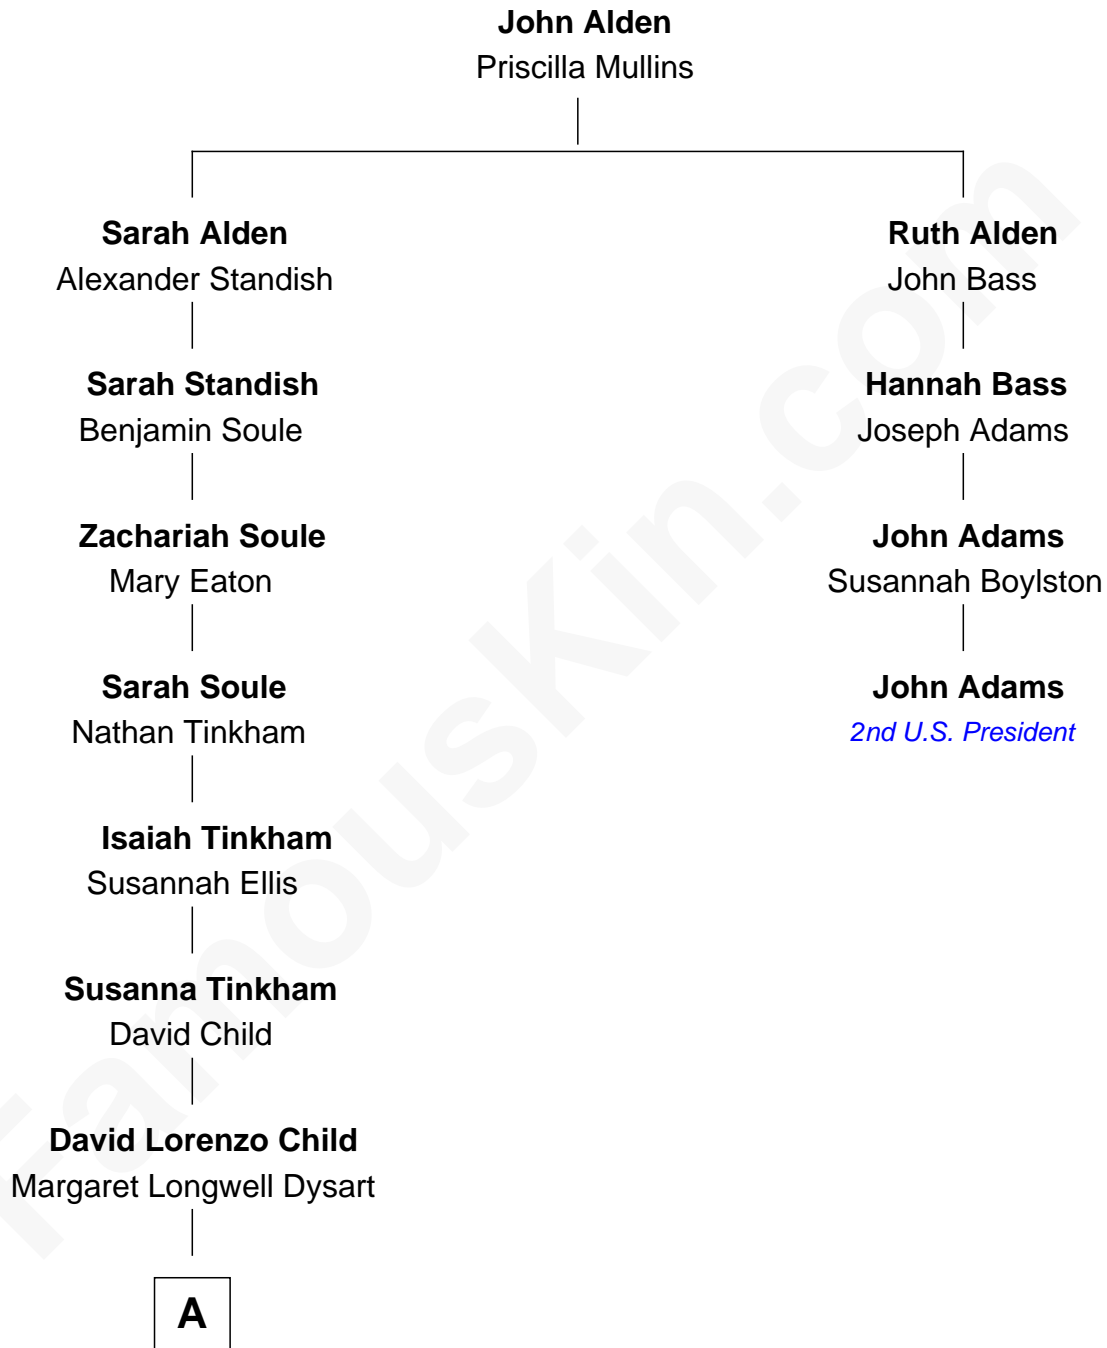 John Alden
Priscilla Mullins
Sarah Alden
Alexander Standish
Ruth Alden
John Bass
Sarah Standish
Benjamin Soule
Hannah Bass
Joseph Adams
Zachariah Soule
Mary Eaton
John Adams
Susannah Boylston
Sarah Soule
Nathan Tinkham
John Adams
2nd U.S. President
Isaiah Tinkham
Susannah Ellis
Susanna Tinkham
David Child
David Lorenzo Child
Margaret Longwell Dysart
A
FamousKin.com